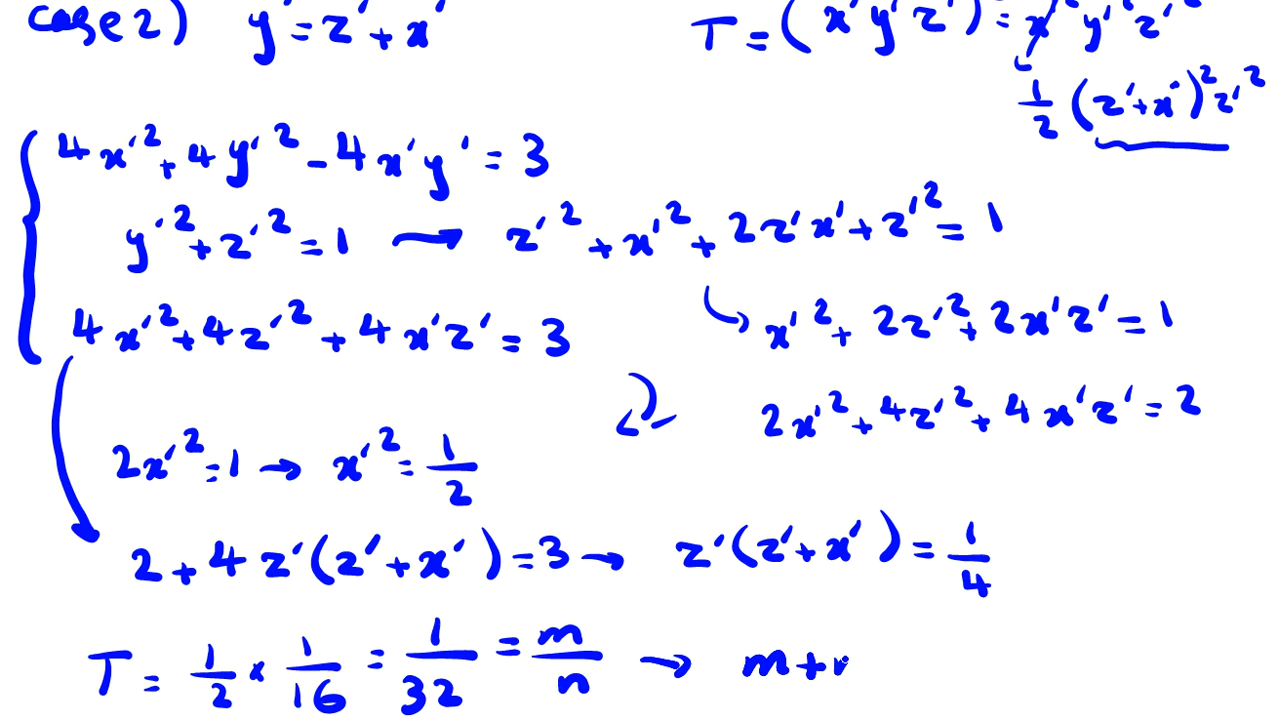 case 2) y' = z' + x'
T = (x'y'z')² = x'² y'² z'²
1/2 (z'+x')² z'²
4x'² + 4y'² - 4x'y' = 3
y'² + z'² = 1 → z'² + x'² + 2z'x' + z'² = 1
4x'² + 4z'² + 4x'z' = 3
x'² + 2z'² + 2x'z' = 1
2x'² + 4z'² + 4x'z' = 2
2x'² = 1 → x'² = 1/2
2 + 4z'(z'+x') = 3 → z'(z'+x') = 1/4
T = 1/2 × 1/16 = 1/32 = m/n → m+